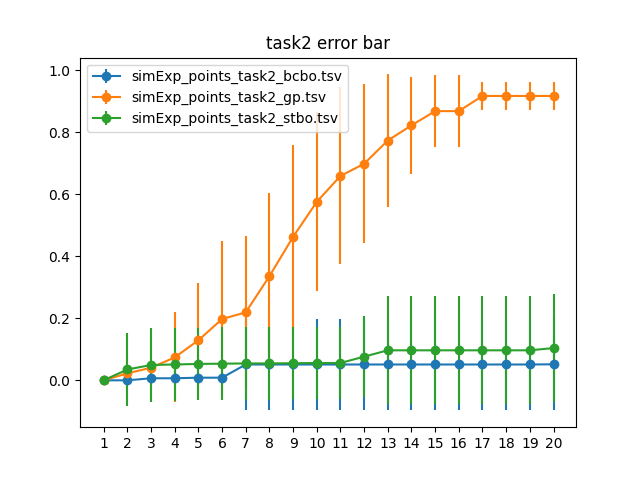 task2 error bar
simExp_points_task2_bcbo.tsv
simExp_points_task2_gp.tsv
simExp_points_task2_stbo.tsv
1.0
0.8
0.6
0.4
0.2
0.0
1 2 3 4 5 6 7 8 9 10 11 12 13 14 15 16 17 18 19 20